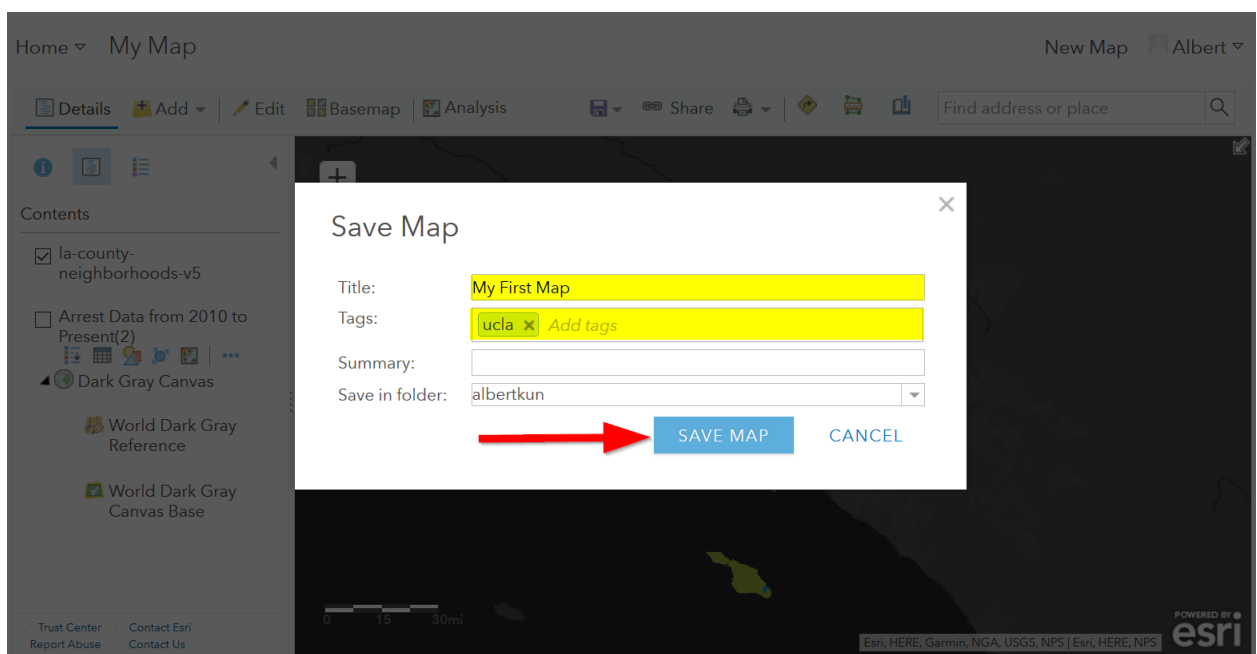 Home My Map New Map Albert
Details Add Edit Basemap Analysis Share Find address or place
Contents
la-county-
neighborhoods-v5
Arrest Data from 2010 to
Present(2)
Dark Gray Canvas
World Dark Gray
Reference
World Dark Gray
Canvas Base
Save Map
Title: My First Map
Tags: ucla Add tags
Summary:
Save in folder: albertkun
SAVE MAP CANCEL
0 15 30mi
Trust Center Contact Esri
Report Abuse Contact Us
Esri, HERE, Garmin, NGA, USGS, NPS | Esri, HERE, NPS
POWERED BY
esri